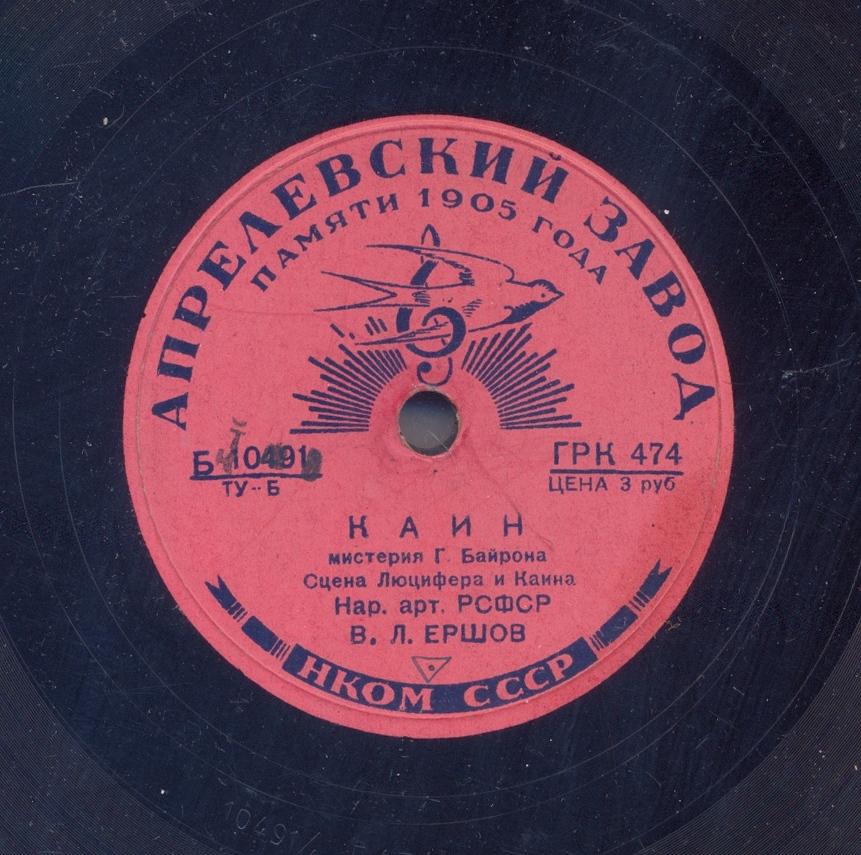 АПРЕЛЕВСКИЙ ЗАВОД
ПАМЯТИ 1905 ГОДА
Б 10491
ТУ-Б
ГРК 474
ЦЕНА 3 руб
КАИН
мистерия Г. Байрона
Сцена Люцифера и Каина
Нар. арт. РСФСР
В. Л. ЕРШОВ
НКОМ СССР
10491